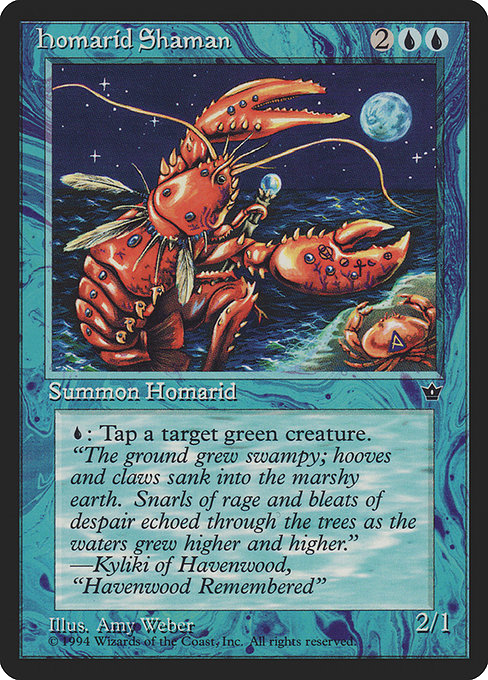 Homarid Shaman 2
Summon Homarid
: Tap a target green creature.
“The ground grew swampy; hooves
and claws sank into the marshy
earth. Snarls of rage and bleats of
despair echoed through the trees as the
waters grew higher and higher.”
—Kyliki of Havenwood,
“Havenwood Remembered”
Illus. Amy Weber 2/1
© 1994 Wizards of the Coast, Inc. All rights reserved.